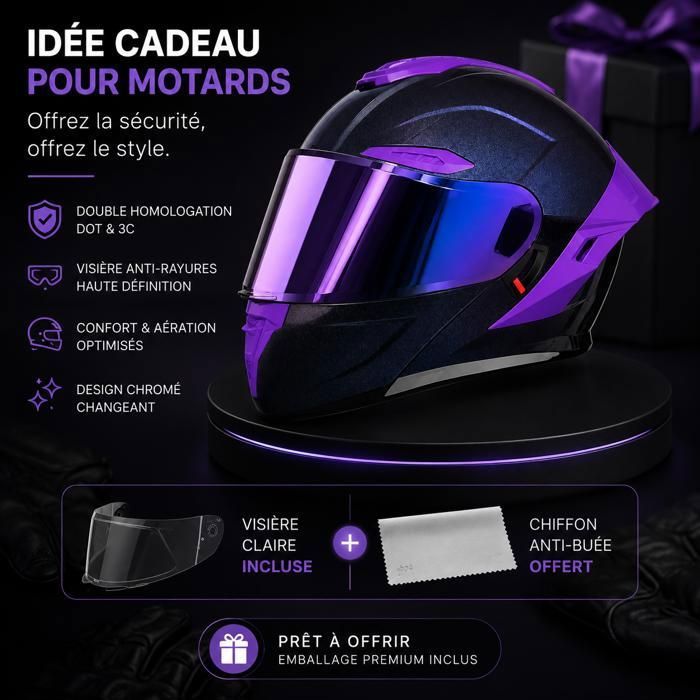 IDÉE CADEAU
POUR MOTARDS
Offrez la sécurité,
offrez le style.
DOUBLE HOMOLOGATION
DOT & 3C
VISIÈRE ANTI-RAYURES
HAUTE DÉFINITION
CONFORT & AÉRATION
OPTIMISÉS
DESIGN CHROMÉ
CHANGEANT
VISIÈRE
CLAIRE
INCLUSE
+
CHIFFON
ANTI-BUÉE
OFFERT
PRÊT À OFFRIR
EMBALLAGE PREMIUM INCLUS